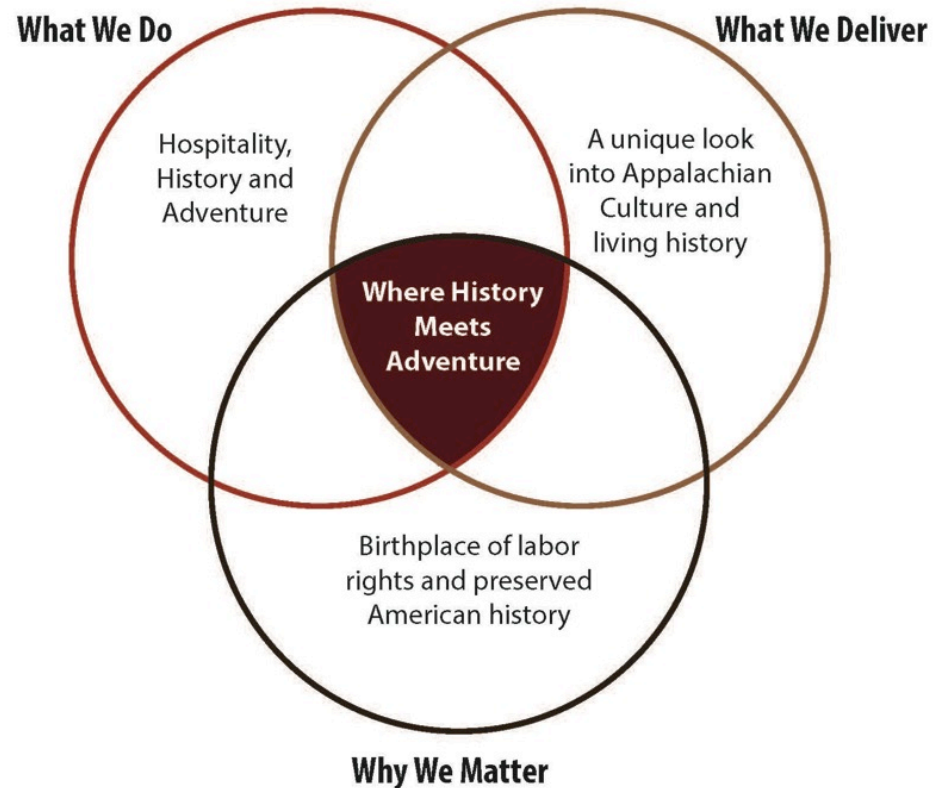 What We Do
What We Deliver
Hospitality,
History and
Adventure
A unique look
into Appalachian
Culture and
living history
Where History
Meets
Adventure
Birthplace of labor
rights and preserved
American history
Why We Matter